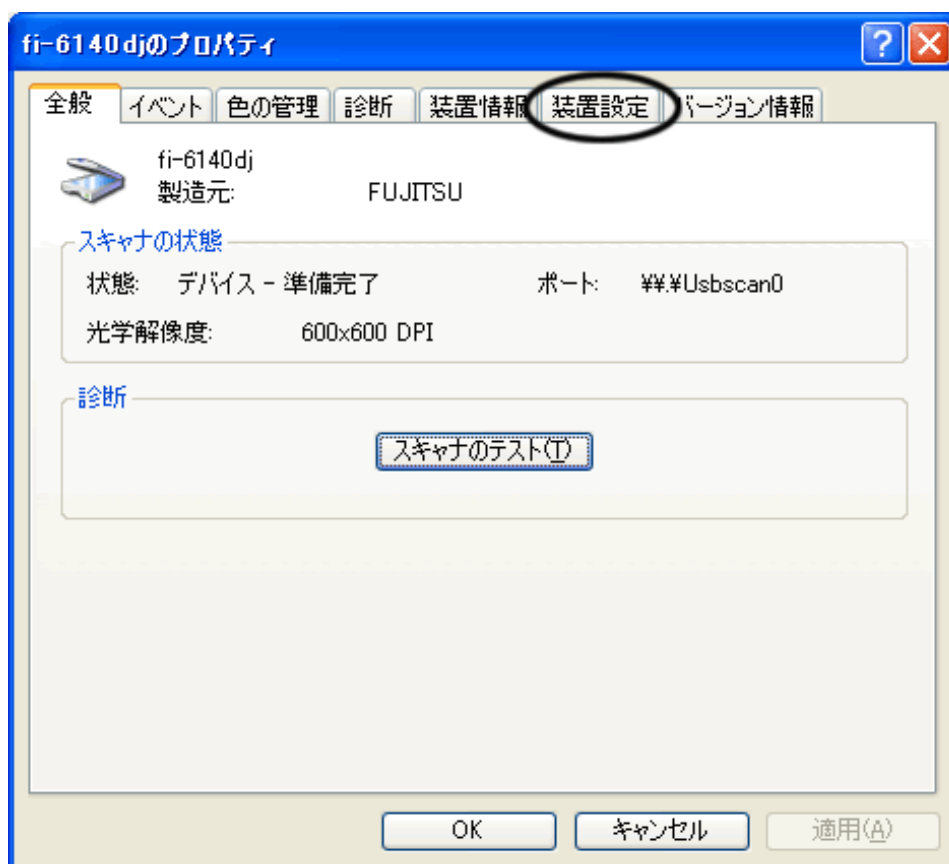 fi-6140djのプロパティ
全般 イベント 色の管理 診断 装置情報 装置設定 バージョン情報
fi-6140dj
製造元: FUJITSU
スキャナの状態
状態: デバイス - 準備完了 ポート: ¥¥.¥Usbscan0
光学解像度: 600x600 DPI
診断
スキャナのテスト(T)
OK キャンセル 適用(A)